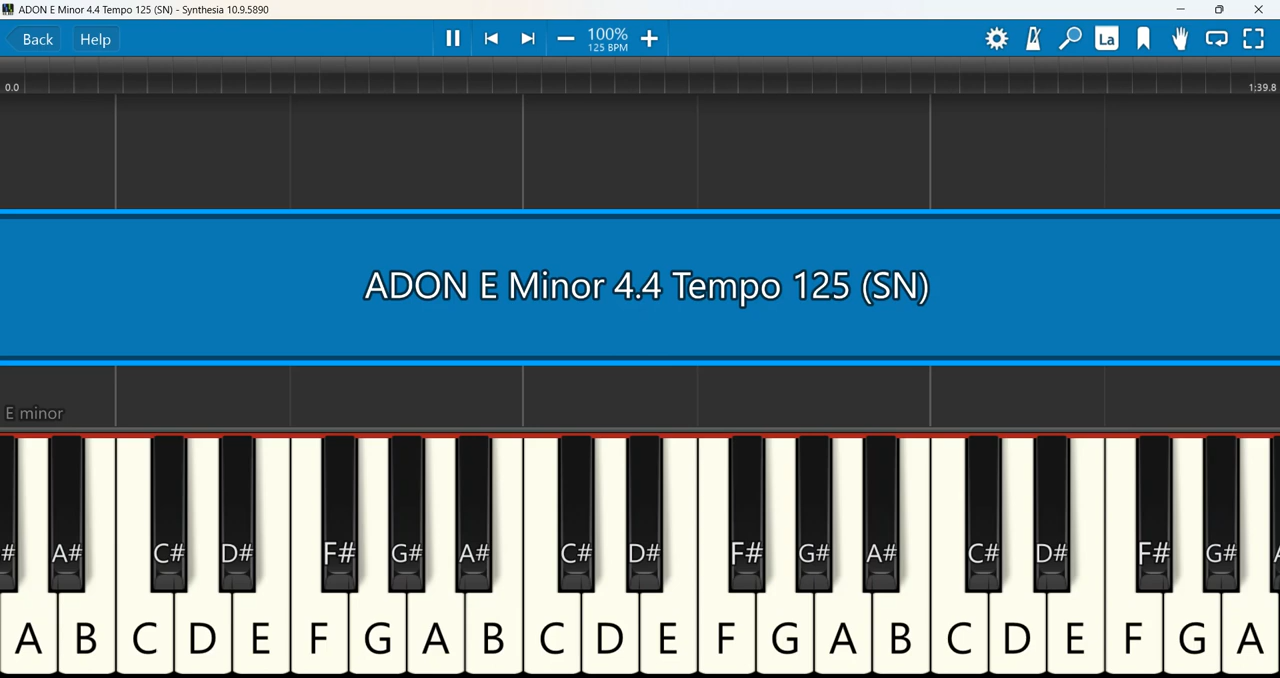 ADON E Minor 4.4 Tempo 125 (SN) - Synthesia 10.9.5890
Back Help 100% La
125 BPM
0.0 1:39.8
ADON E Minor 4.4 Tempo 125 (SN)
E minor
# A# C# D# F# G# A# C# D# F# G# A# C# D# F# G# A
A B C D E F G A B C D E F G A B C D E F G A